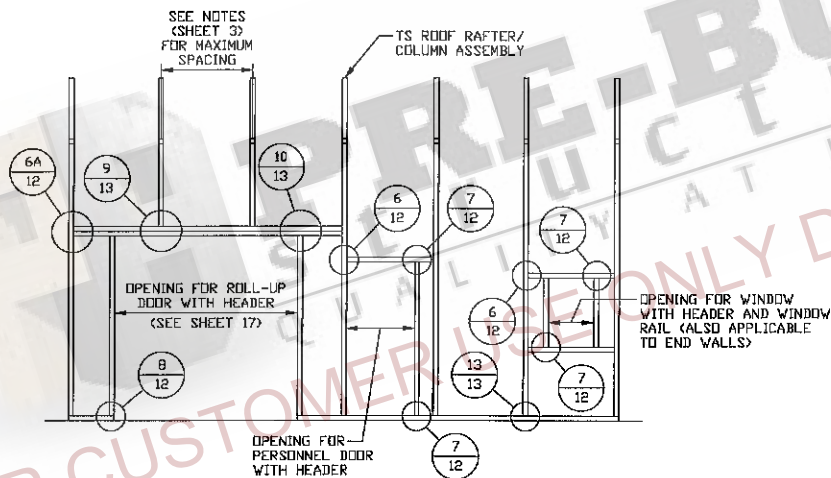 SEE NOTES
(SHEET 3)
FOR MAXIMUM
SPACING
TS ROOF RAFTER/
COLUMN ASSEMBLY
6A
12
9
13
10
13
6
12
7
12
7
12
OPENING FOR ROLL-UP
DOOR WITH HEADER
(SEE SHEET 17)
6
12
OPENING FOR WINDOW
WITH HEADER AND WINDOW
RAIL (ALSO APPLICABLE
TO END WALLS)
8
12
13
13
7
12
OPENING FOR
PERSONNEL DOOR
WITH HEADER
7
12
PRE-BU
S UCT
QUALITY AT
R CUSTOMER USE ONLY D